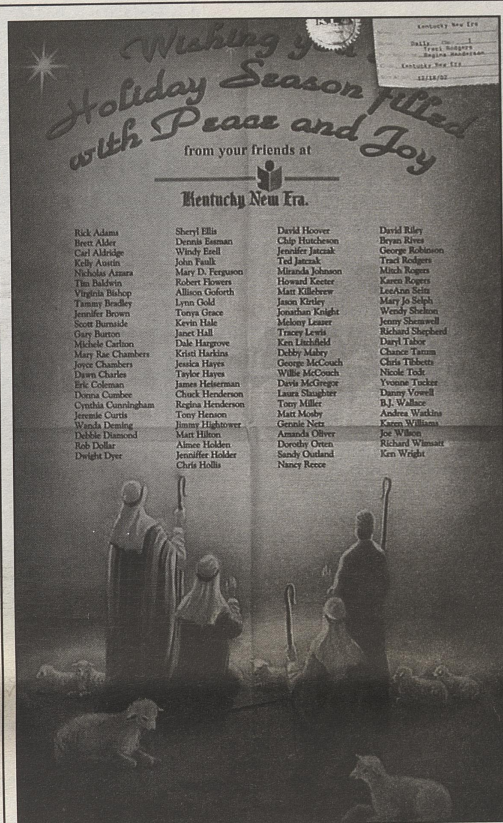 Wishing you
Holiday Season filled
with Peace and Joy
from your friends at
Kentucky New Era.
Rick Adams
Brett Alder
Carl Aldridge
Kelly Austin
Nicholas Azzara
Tim Baldwin
Virginia Bishop
Tammy Bradley
Jennifer Brown
Scott Burnside
Gary Burton
Michele Carlton
Mary Rae Chambers
Joyce Chambers
Dawn Charles
Eric Coleman
Donna Cumbee
Cynthia Cunningham
Jeremie Curtis
Wanda Deming
Debbie Diamond
Rob Dollar
Dwight Dyer
Sheryl Ellis
Dennis Essman
Windy Ezell
John Faulk
Mary D. Ferguson
Robert Flowers
Allison Goforth
Lynn Gold
Tonya Grace
Kevin Hale
Janet Hall
Dale Hargrove
Kristi Harkins
Jessica Hayes
Taylor Hayes
James Heiserman
Chuck Henderson
Regina Henderson
Tony Henson
Jimmy Hightower
Matt Hilton
Aimee Holden
Jenniffer Holder
Chris Hollis
David Hoover
Chip Hutcheson
Jennifer Jatczak
Ted Jatczak
Miranda Johnson
Howard Keeter
Matt Killebrew
Jason Kirtley
Jonathan Knight
Melony Leazer
Tracey Lewis
Ken Litchfield
Debby Mabry
George McCouch
Willie McCouch
Davis McGregor
Laura Slaughter
Tony Miller
Matt Mosby
Gennie Netz
Amanda Oliver
Dorothy Orten
Sandy Outland
Nancy Reece
David Riley
Bryan Rives
George Robinson
Traci Rodgers
Mitch Rogers
Karen Rogers
LeeAnn Seitz
Mary Jo Selph
Wendy Shelton
Jenny Shemwell
Richard Shepherd
Daryl Tabor
Chance Tatum
Chris Tibbetts
Nicole Todt
Yvonne Tucker
Danny Vowell
B.J. Wallace
Andrea Watkins
Karen Williams
Joe Wilson
Richard Wimsatt
Ken Wright
Kentucky New Era
Daily 1
Traci Rodgers
Regina Henderson
Kentucky New Era